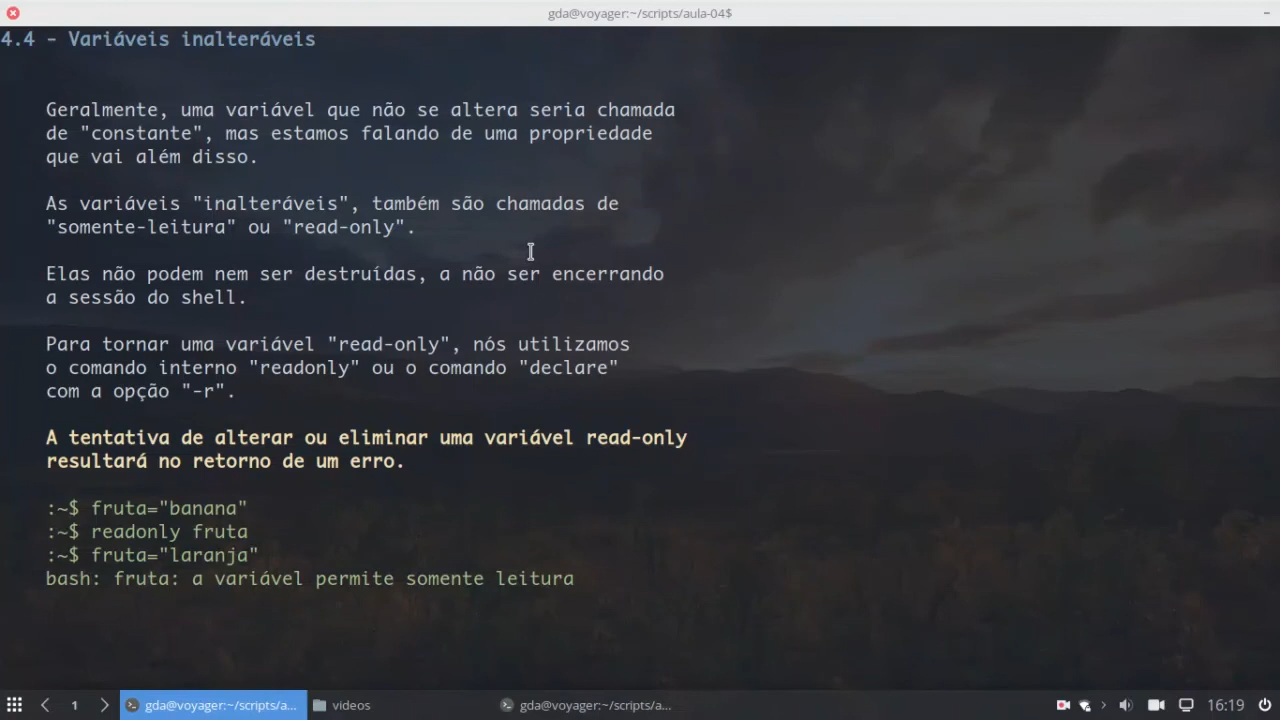 gda@voyager:~/scripts/aula-04$
4.4 - Variáveis inalteráveis
Geralmente, uma variável que não se altera seria chamada
de "constante", mas estamos falando de uma propriedade
que vai além disso.
As variáveis "inalteráveis", também são chamadas de
"somente-leitura" ou "read-only".
Elas não podem nem ser destruídas, a não ser encerrando
a sessão do shell.
Para tornar uma variável "read-only", nós utilizamos
o comando interno "readonly" ou o comando "declare"
com a opção "-r".
A tentativa de alterar ou eliminar uma variável read-only
resultará no retorno de um erro.
:~$ fruta="banana"
:~$ readonly fruta
:~$ fruta="laranja"
bash: fruta: a variável permite somente leitura
1 gda@voyager:~/scripts/a... videos gda@voyager:~/scripts/a... 16:19